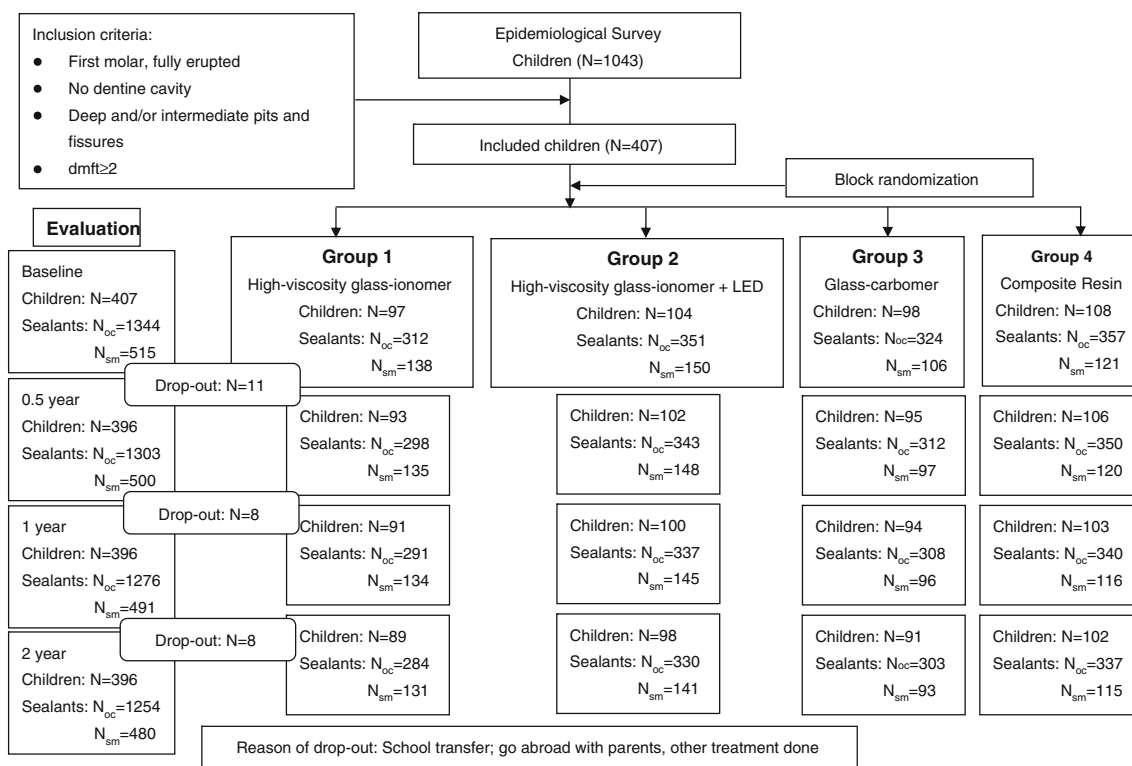 Inclusion criteria:
● First molar, fully erupted
● No dentine cavity
● Deep and/or intermediate pits and
fissures
● dmft≥2
Epidemiological Survey
Children (N=1043)
Included children (N=407)
Block randomization
Evaluation
Baseline
Children: N=407
Sealants: Noc=1344
Nsm=515
Group 1
High-viscosity glass-ionomer
Children: N=97
Sealants: Noc=312
Nsm=138
Group 2
High-viscosity glass-ionomer + LED
Children: N=104
Sealants: Noc=351
Nsm=150
Group 3
Glass-carbomer
Children: N=98
Sealants: Noc=324
Nsm=106
Group 4
Composite Resin
Children: N=108
Sealants: Noc=357
Nsm=121
Drop-out: N=11
0.5 year
Children: N=396
Sealants: Noc=1303
Nsm=500
Children: N=93
Sealants: Noc=298
Nsm=135
Children: N=102
Sealants: Noc=343
Nsm=148
Children: N=95
Sealants: Noc=312
Nsm=97
Children: N=106
Sealants: Noc=350
Nsm=120
Drop-out: N=8
1 year
Children: N=396
Sealants: Noc=1276
Nsm=491
Children: N=91
Sealants: Noc=291
Nsm=134
Children: N=100
Sealants: Noc=337
Nsm=145
Children: N=94
Sealants: Noc=308
Nsm=96
Children: N=103
Sealants: Noc=340
Nsm=116
Drop-out: N=8
2 year
Children: N=396
Sealants: Noc=1254
Nsm=480
Children: N=89
Sealants: Noc=284
Nsm=131
Children: N=98
Sealants: Noc=330
Nsm=141
Children: N=91
Sealants: Noc=303
Nsm=93
Children: N=102
Sealants: Noc=337
Nsm=115
Reason of drop-out: School transfer; go abroad with parents, other treatment done